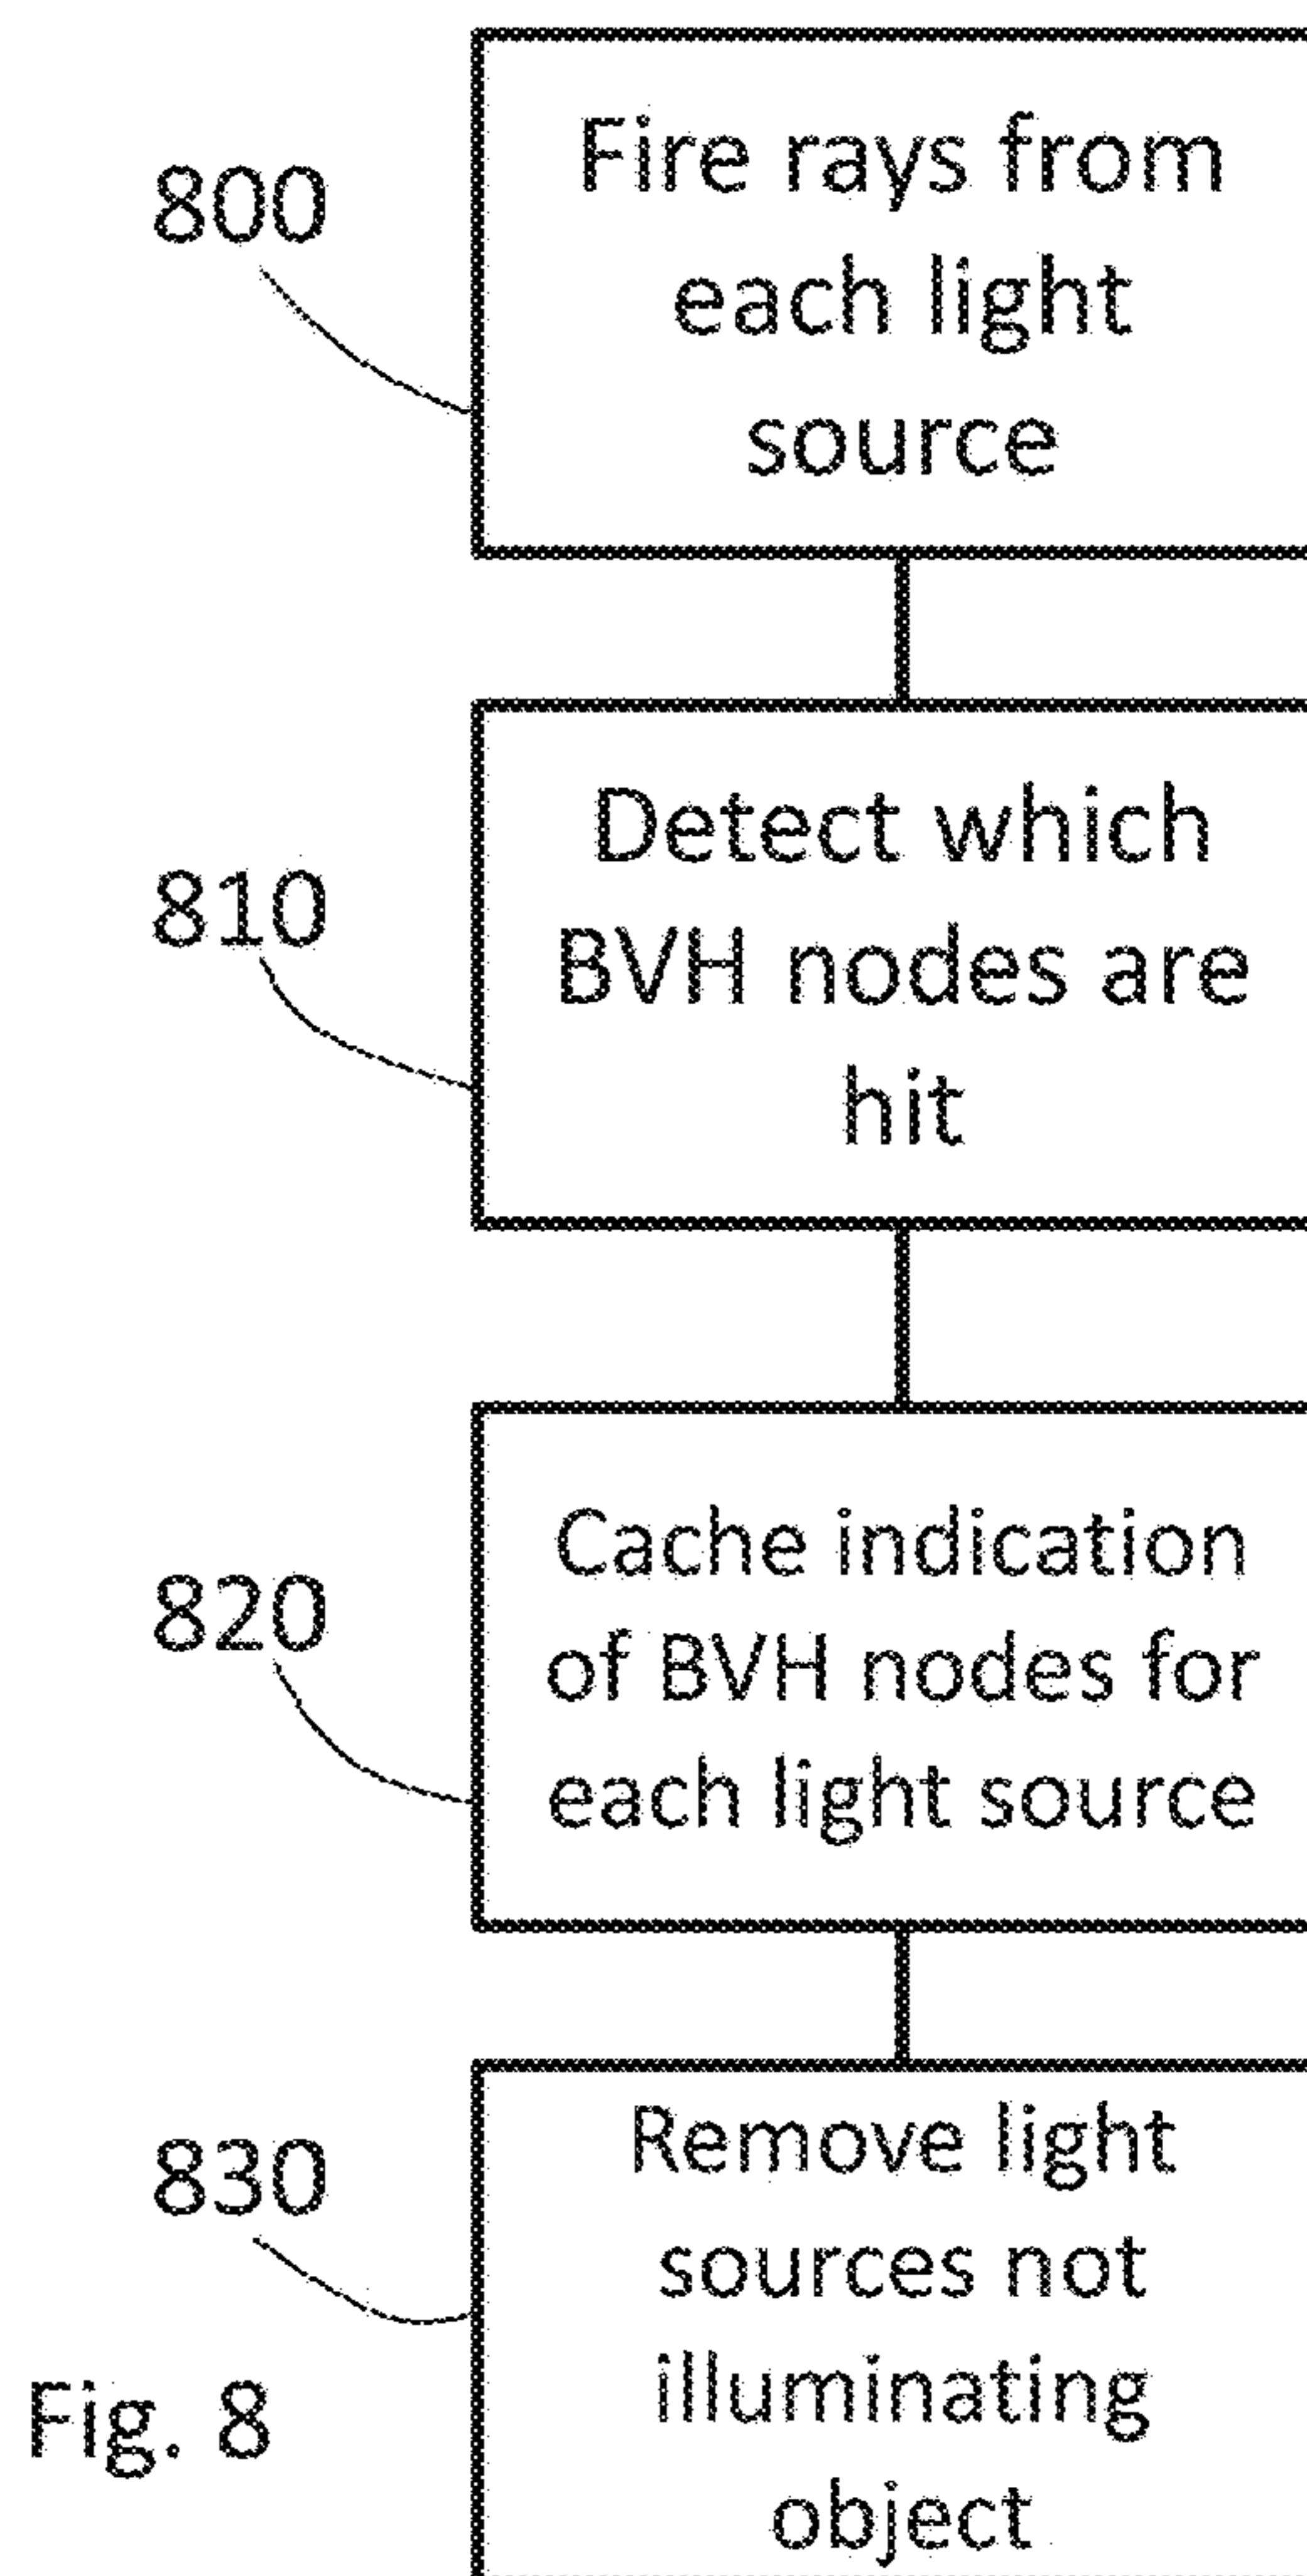 800
Fire rays from
each light
source
810
Detect which
BVH nodes are
hit
820
Cache indication
of BVH nodes for
each light source
830
Remove light
sources not
illuminating
object
Fig. 8